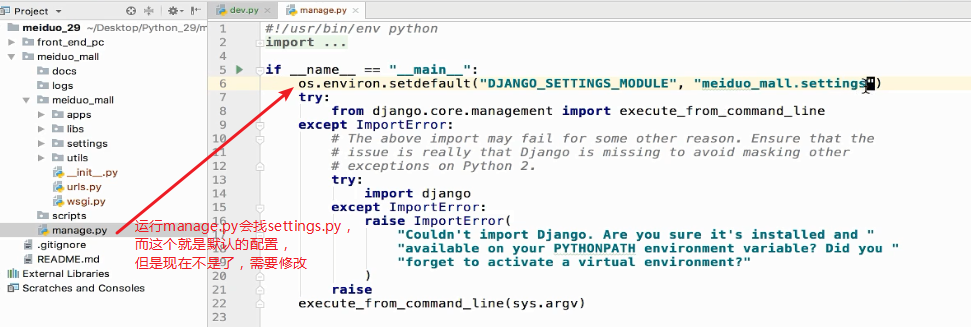 Project
dev.py
manage.py
meiduo_29 ~/Desktop/Python_29/m
front_end_pc
meiduo_mall
docs
logs
meiduo_mall
apps
libs
settings
utils
__init__.py
urls.py
wsgi.py
scripts
manage.py
.gitignore
README.md
External Libraries
Scratches and Consoles
1 #!/usr/bin/env python
2 import ...
4
5 if __name__ == "__main__":
6 os.environ.setdefault("DJANGO_SETTINGS_MODULE", "meiduo_mall.settings")
7 try:
8 from django.core.management import execute_from_command_line
9 except ImportError:
10 # The above import may fail for some other reason. Ensure that the
11 # issue is really that Django is missing to avoid masking other
12 # exceptions on Python 2.
13 try:
14 import django
15 except ImportError:
16 raise ImportError(
17 "Couldn't import Django. Are you sure it's installed and "
18 "available on your PYTHONPATH environment variable? Did you "
19 "forget to activate a virtual environment?"
20 )
21 raise
22 execute_from_command_line(sys.argv)
23
运行manage.py会找settings.py，
而这个就是默认的配置，
但是现在不是了，需要修改